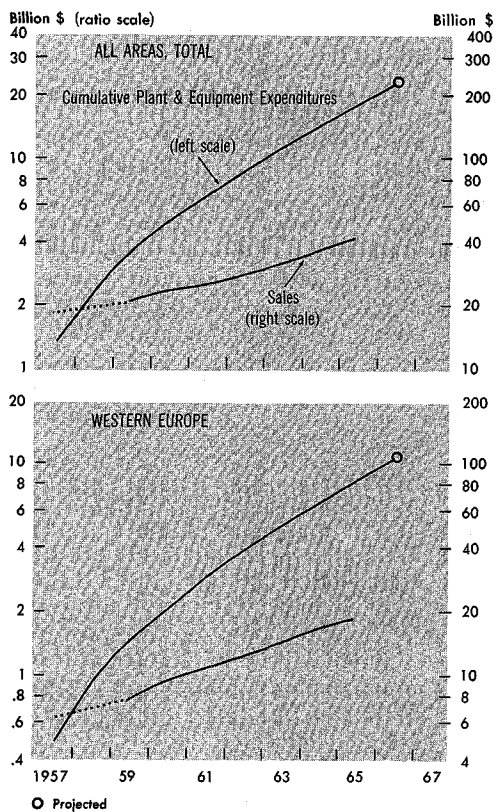 Billion $ (ratio scale) Billion $
40 400
ALL AREAS, TOTAL
30 300
Cumulative Plant & Equipment Expenditures
20 200
(left scale)
10 100
8 80
6 60
4 40
Sales
(right scale)
2 20
1 10
20 200
WESTERN EUROPE
10 100
8 80
6 60
4 40
2 20
1 10
.8 8
.6 6
.4 4
1957 59 61 63 65 67
O Projected